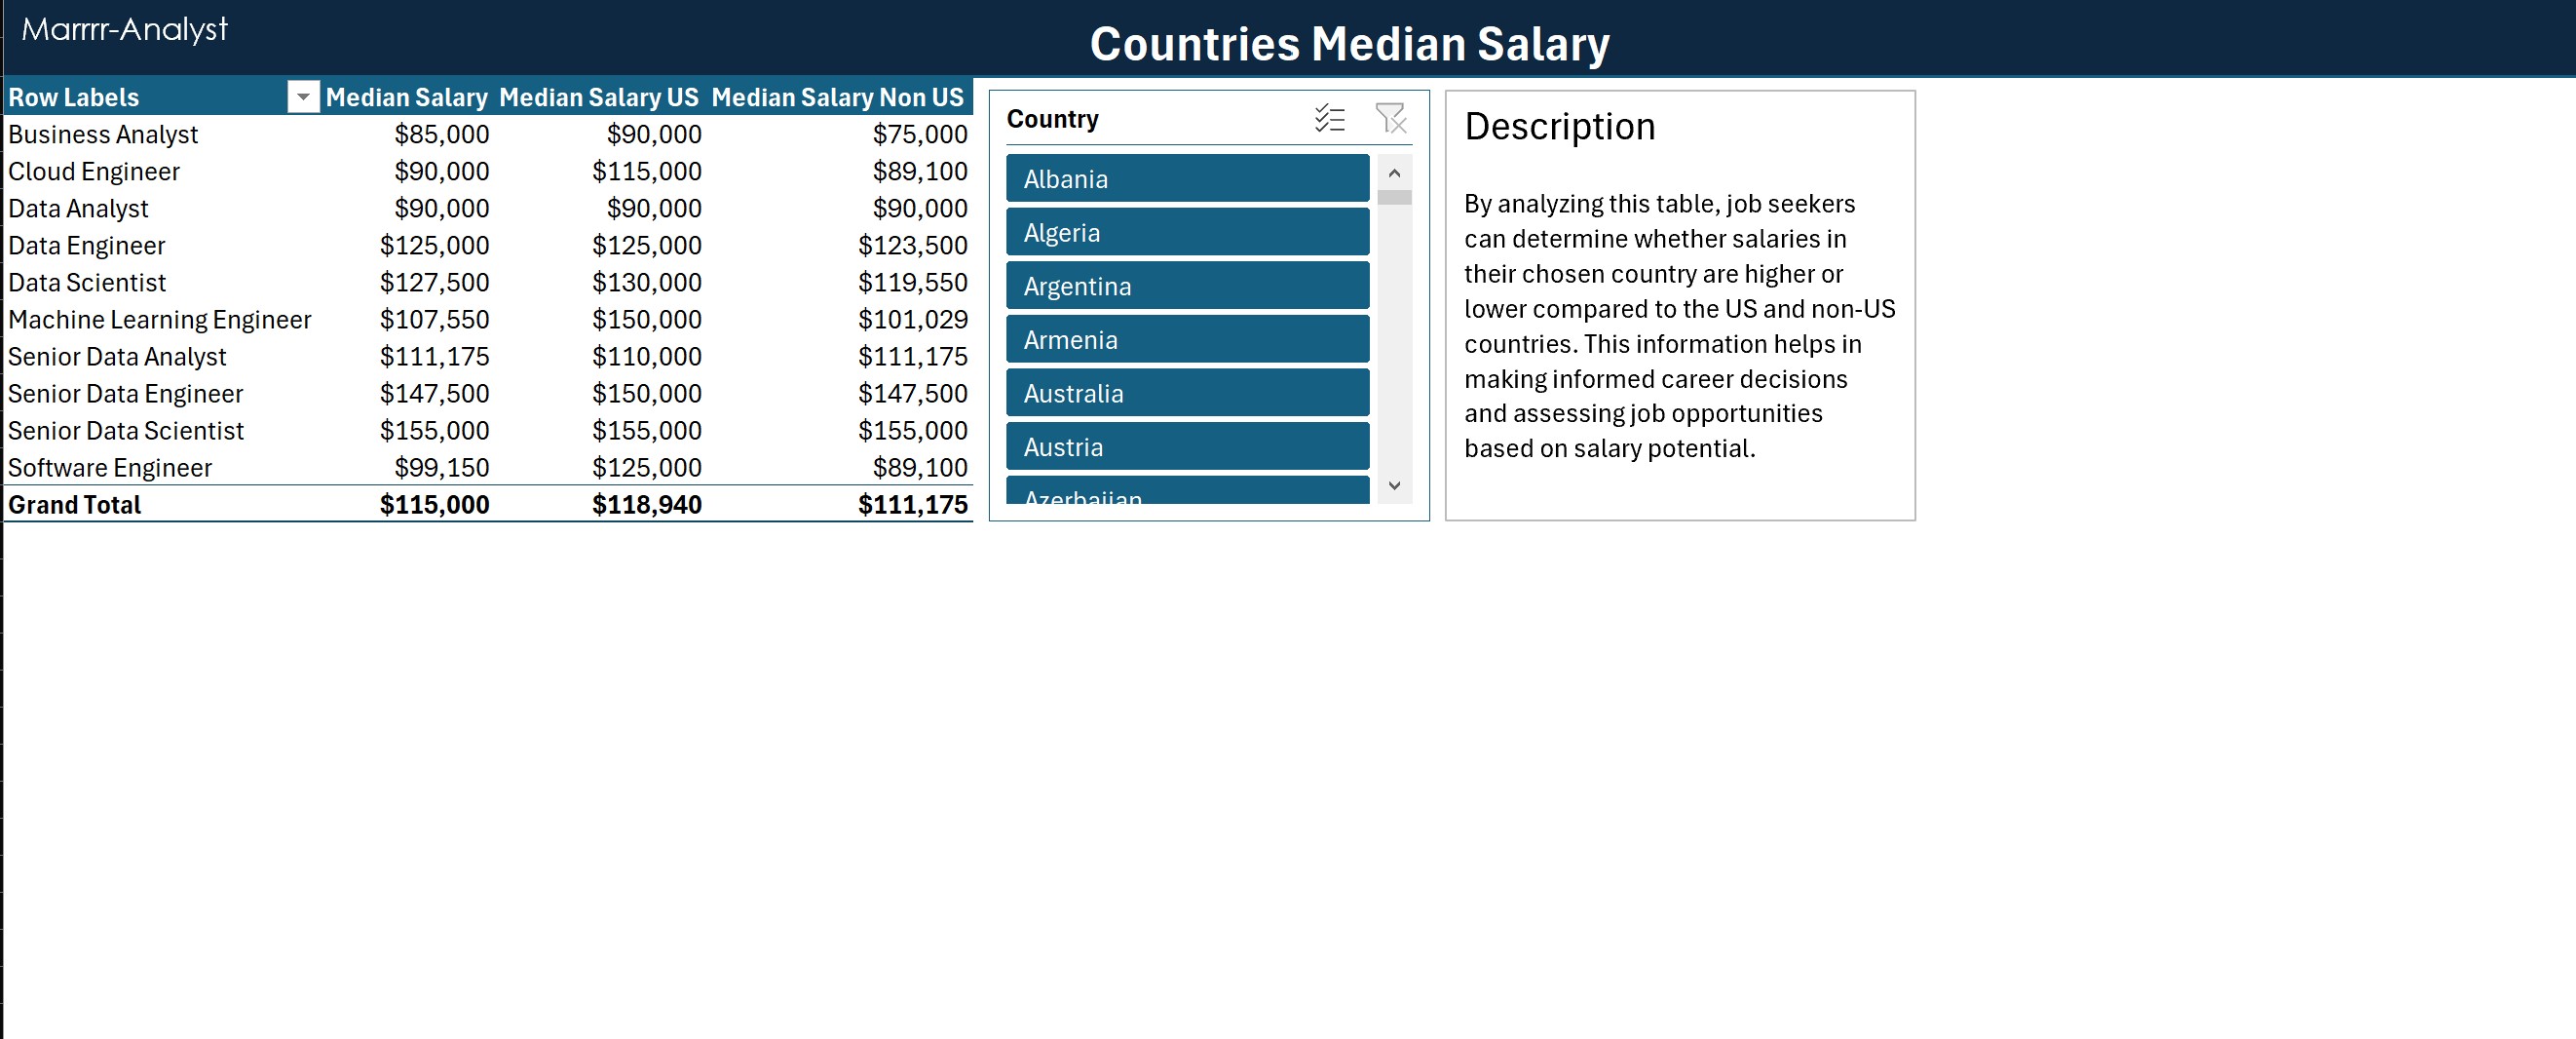 Marrrr-Analyst
Countries Median Salary
Row Labels Median Salary Median Salary US Median Salary Non US
Business Analyst $85,000 $90,000 $75,000
Cloud Engineer $90,000 $115,000 $89,100
Data Analyst $90,000 $90,000 $90,000
Data Engineer $125,000 $125,000 $123,500
Data Scientist $127,500 $130,000 $119,550
Machine Learning Engineer $107,550 $150,000 $101,029
Senior Data Analyst $111,175 $110,000 $111,175
Senior Data Engineer $147,500 $150,000 $147,500
Senior Data Scientist $155,000 $155,000 $155,000
Software Engineer $99,150 $125,000 $89,100
Grand Total $115,000 $118,940 $111,175
Country
Albania
Algeria
Argentina
Armenia
Australia
Austria
Azerbaijan
Description
By analyzing this table, job seekers
can determine whether salaries in
their chosen country are higher or
lower compared to the US and non-US
countries. This information helps in
making informed career decisions
and assessing job opportunities
based on salary potential.